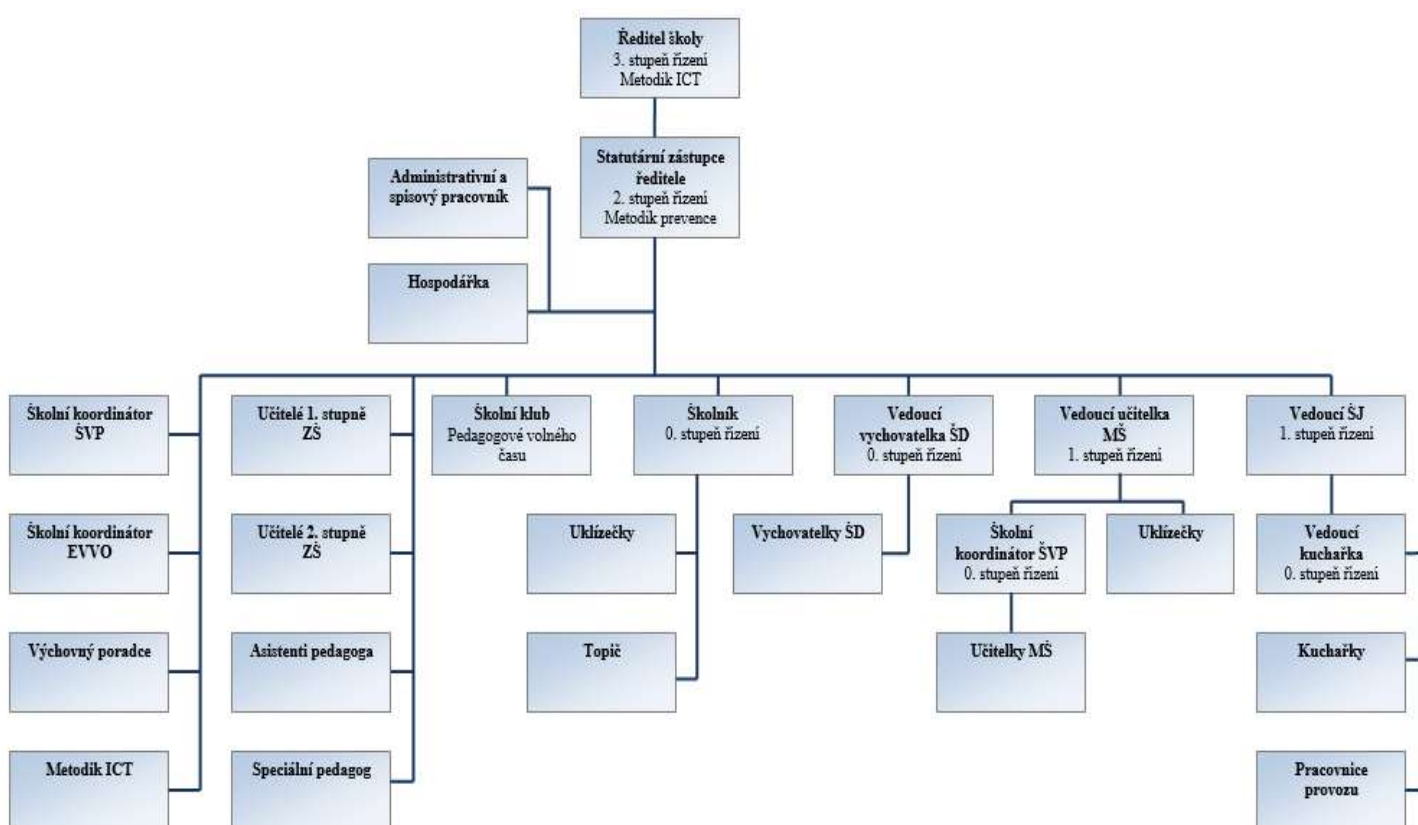 Ředitel školy
3. stupeň řízení
Metodik ICT
Statutární zástupce
ředitele
2. stupeň řízení
Metodik prevence
Administrativní a
spisový pracovník
Hospodářka
Školní koordinátor
ŠVP
Učitelé 1. stupně
ZŠ
Školní klub
Pedagogové volného
času
Školník
0. stupeň řízení
Vedoucí
vychovatelka ŠD
0. stupeň řízení
Vedoucí učitelka
MŠ
1. stupeň řízení
Vedoucí ŠJ
1. stupeň řízení
Školní koordinátor
EVVO
Učitelé 2. stupně
ZŠ
Uklízečky
Vychovatelky ŠD
Školní
koordinátor ŠVP
0. stupeň řízení
Uklízečky
Vedoucí
kuchařka
0. stupeň řízení
Výchovný poradce
Asistenti pedagoga
Topič
Učitelky MŠ
Kuchařky
Metodik ICT
Speciální pedagog
Pracovnice
provozu